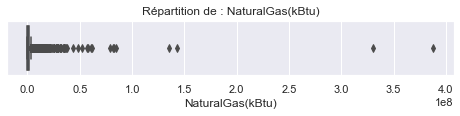 Répartition de : NaturalGas(kBtu)
0.0 0.5 1.0 1.5 2.0 2.5 3.0 3.5 4.0
NaturalGas(kBtu)
1e8